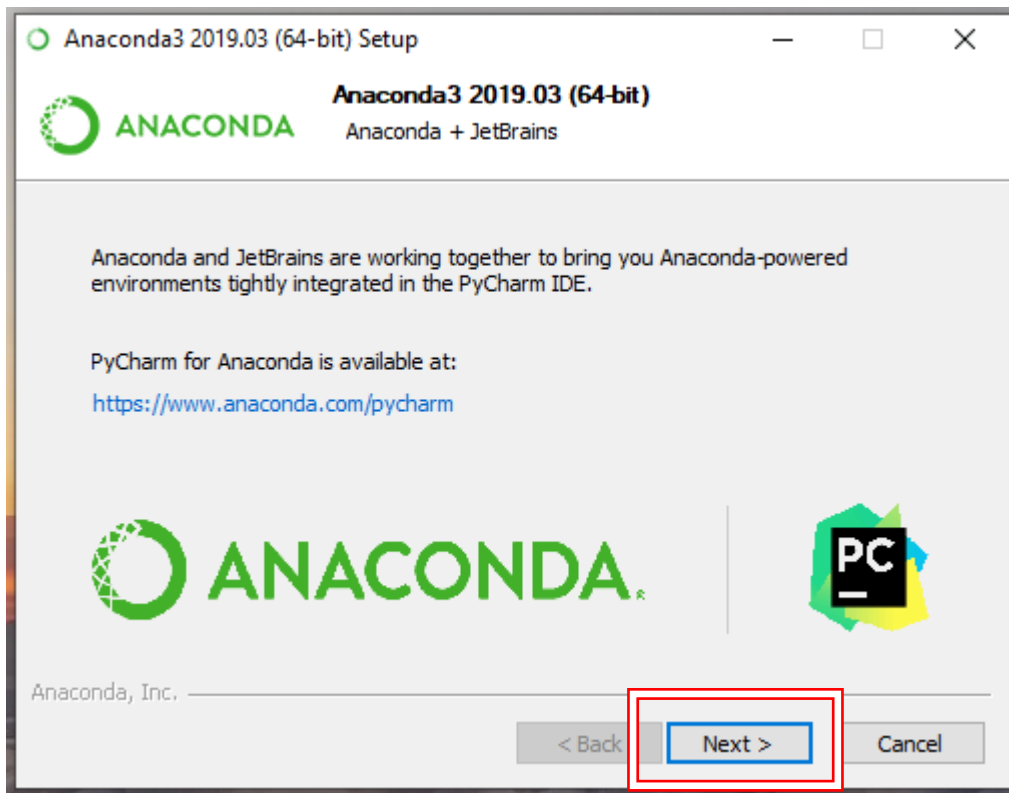 Anaconda3 2019.03 (64-bit) Setup
ANACONDA
Anaconda3 2019.03 (64-bit)
Anaconda + JetBrains
Anaconda and JetBrains are working together to bring you Anaconda-powered
environments tightly integrated in the PyCharm IDE.
PyCharm for Anaconda is available at:
https://www.anaconda.com/pycharm
ANACONDA.®
PC
Anaconda, Inc.
< Back Next > Cancel